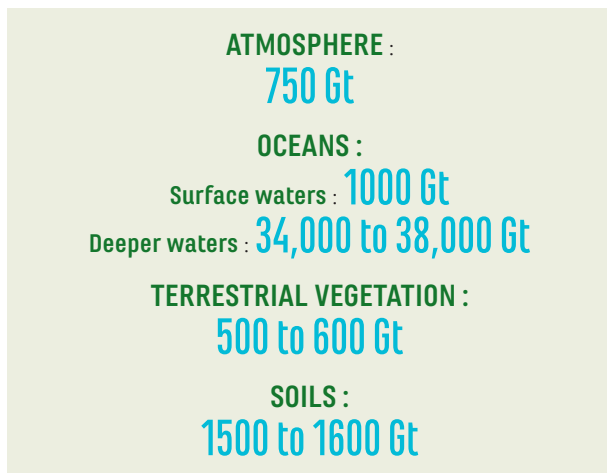 ATMOSPHERE :
750 Gt
OCEANS :
Surface waters : 1000 Gt
Deeper waters : 34,000 to 38,000 Gt
TERRESTRIAL VEGETATION :
500 to 600 Gt
SOILS :
1500 to 1600 Gt